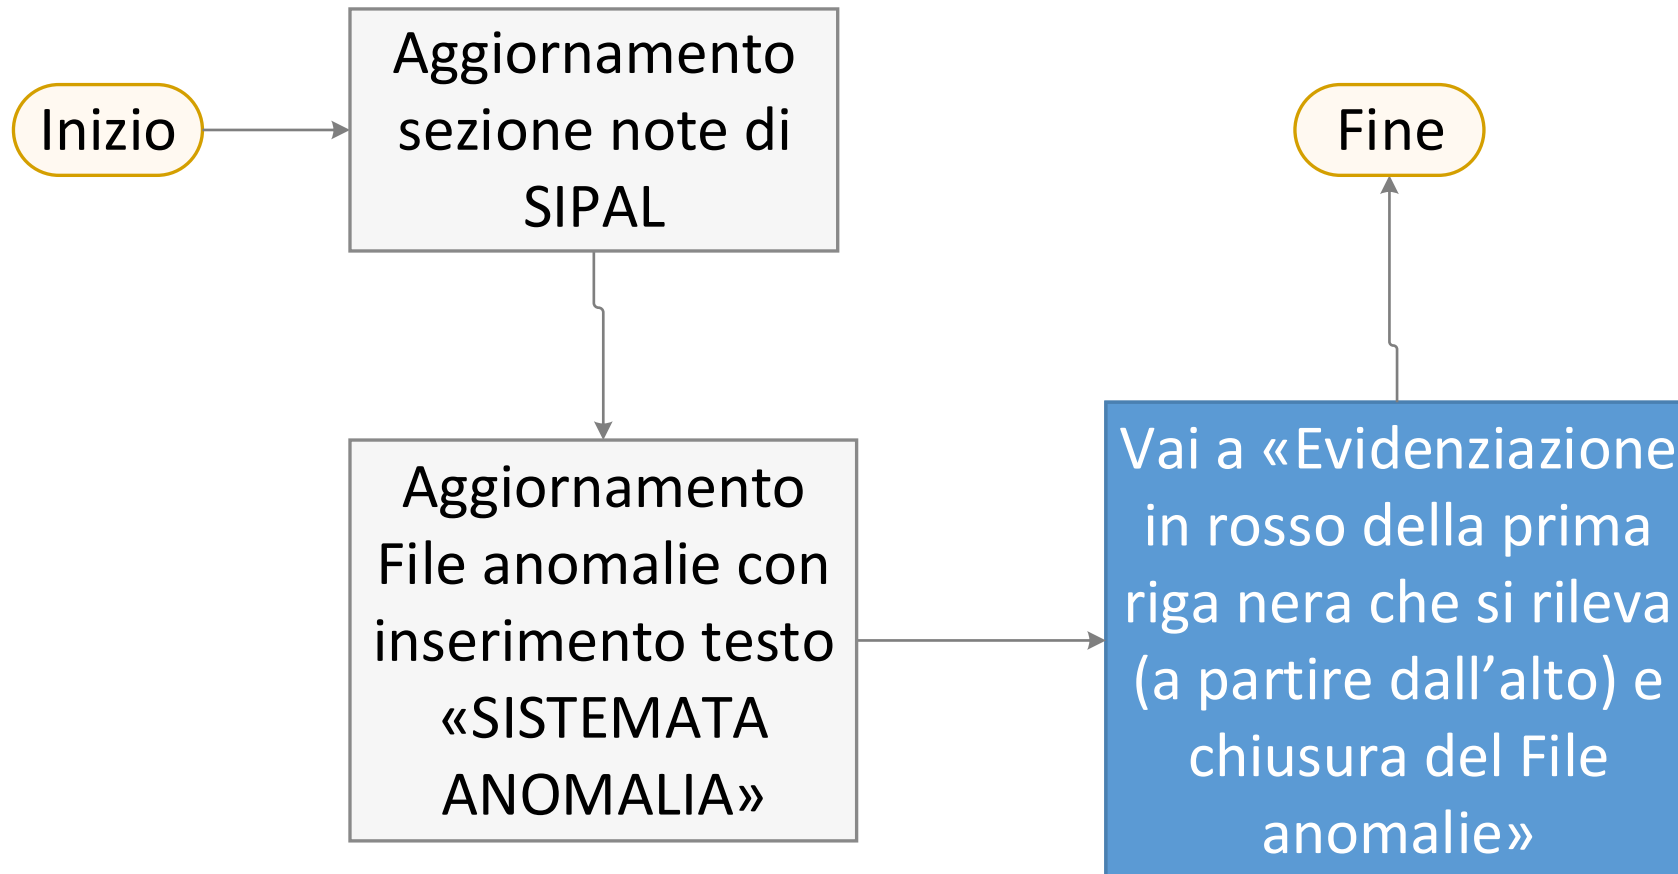 Inizio
Aggiornamento
sezione note di
SIPAL
Aggiornamento
File anomalie con
inserimento testo
«SISTEMATA
ANOMALIA»
Vai a «Evidenziazione
in rosso della prima
riga nera che si rileva
(a partire dall’alto) e
chiusura del File
anomalie»
Fine